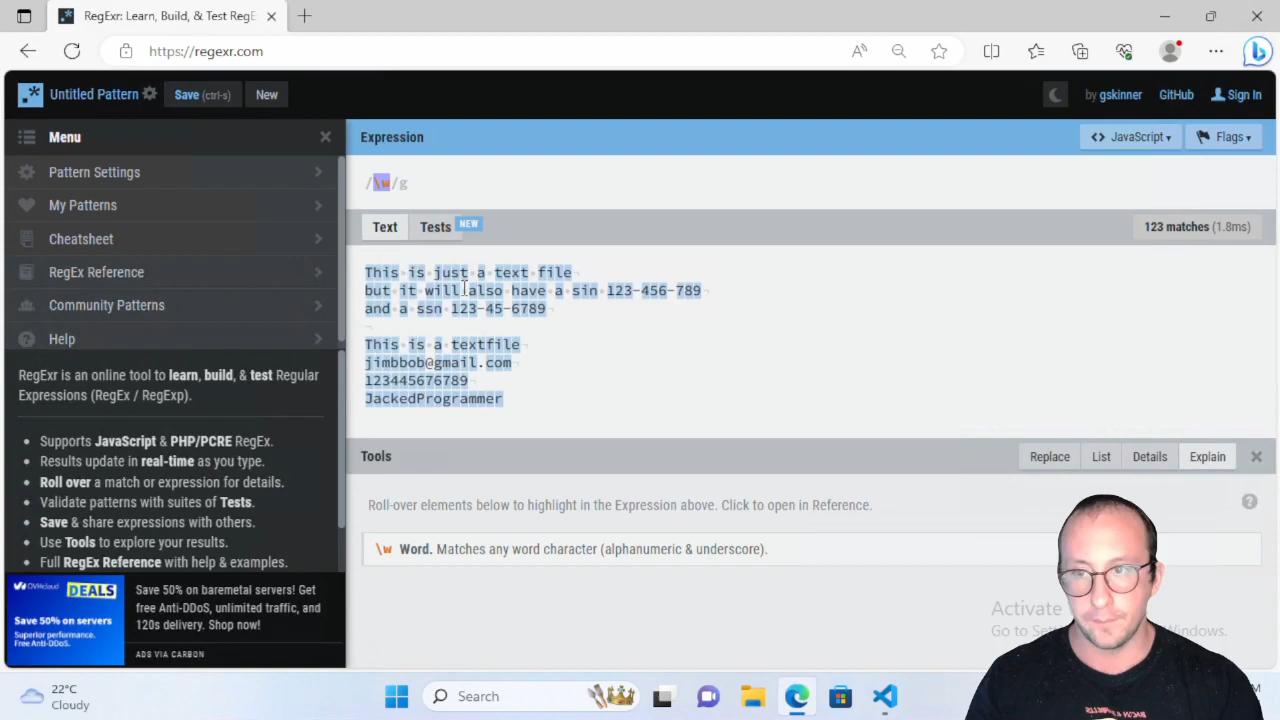 RegExr: Learn, Build, & Test RegE
https://regexr.com
Untitled Pattern
Save (ctrl-s)
New
by gskinner
GitHub
Sign In
Menu
Pattern Settings
My Patterns
Cheatsheet
RegEx Reference
Community Patterns
Help
RegExr is an online tool to learn, build, & test Regular
Expressions (RegEx / RegExp).
Supports JavaScript & PHP/PCRE RegEx.
Results update in real-time as you type.
Roll over a match or expression for details.
Validate patterns with suites of Tests.
Save & share expressions with others.
Use Tools to explore your results.
Full RegEx Reference with help & examples.
OVHcloud
DEALS
Save 50% on servers
Superior performance.
Free Anti-DDoS.
Save 50% on baremetal servers! Get
free Anti-DDoS, unlimited traffic, and
120s delivery. Shop now!
ADS VIA CARBON
Expression
JavaScript
Flags
/\w/g
Text
Tests
NEW
123 matches (1.8ms)
This is just a text file
but it will also have a sin 123-456-789
and a ssn 123-45-6789
This is a textfile
jimbbob@gmail.com
123445676789
JackedProgrammer
Tools
Replace
List
Details
Explain
Roll-over elements below to highlight in the Expression above. Click to open in Reference.
\w Word. Matches any word character (alphanumeric & underscore).
Activate
Windows.
22°C
Cloudy
Search